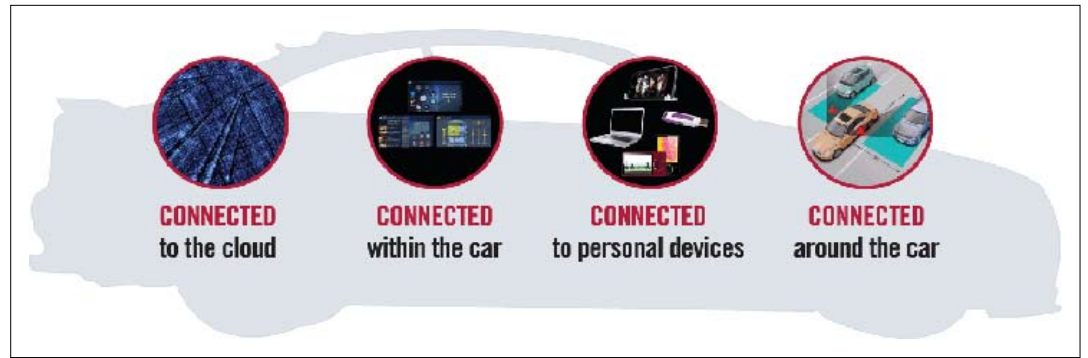 CONNECTED
to the cloud
CONNECTED
within the car
CONNECTED
to personal devices
CONNECTED
around the car